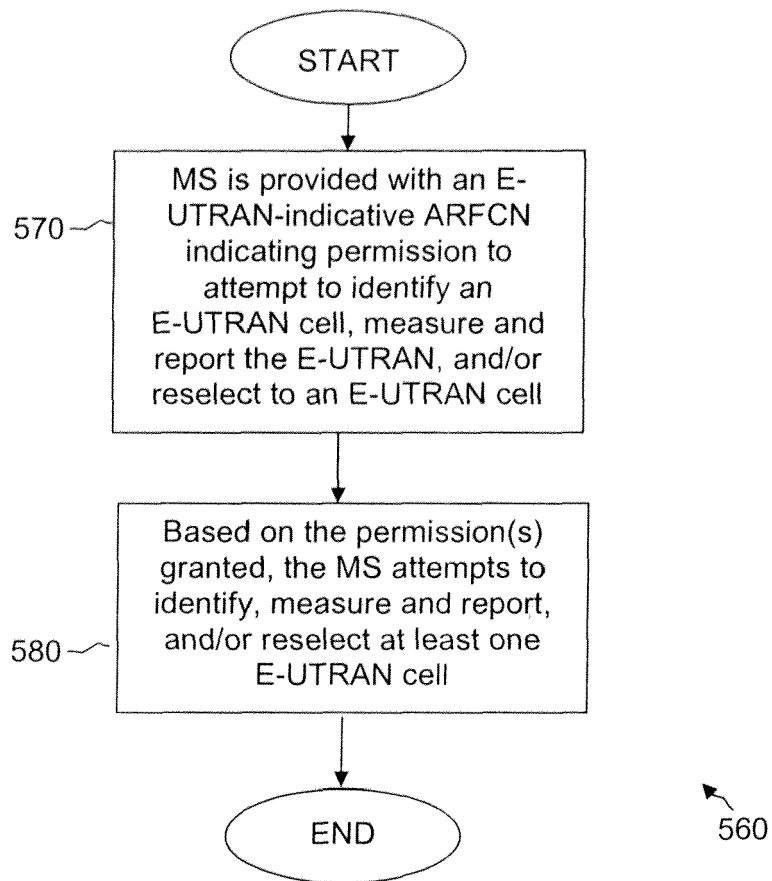 START
MS is provided with an E-
UTRAN-indicative ARFCN
indicating permission to
attempt to identify an
E-UTRAN cell, measure and
report the E-UTRAN, and/or
reselect to an E-UTRAN cell
570
Based on the permission(s)
granted, the MS attempts to
identify, measure and report,
and/or reselect at least one
E-UTRAN cell
580
END
560